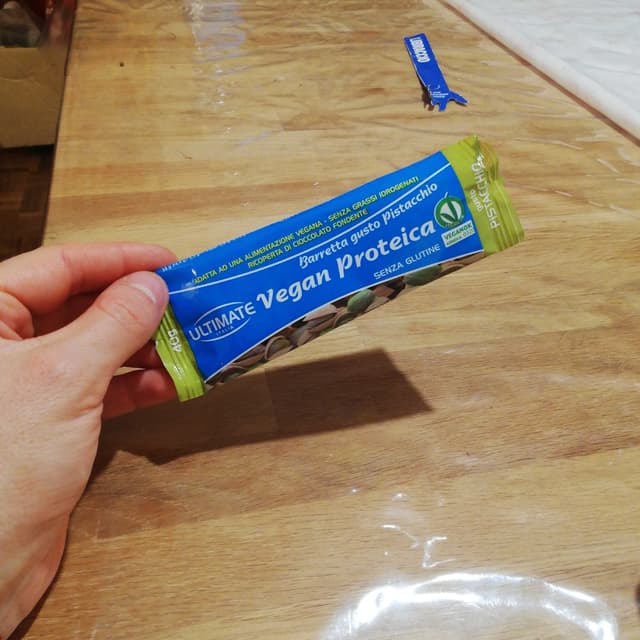 ADATTA AD UNA ALIMENTAZIONE VEGANA - SENZA GRASSI IDROGENATI
RICOPERTA DI CIOCCOLATO FONDENTE
Barretta gusto Pistacchio
Vegan Proteica
SENZA GLUTINE
ULTIMATE
ITALIA
VEGANOK
PISTACCHIO